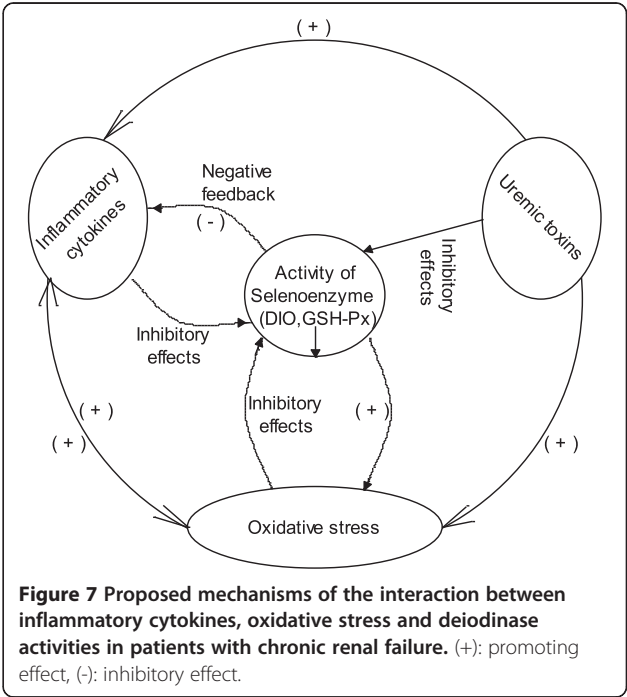 ( + )
Inflammatory
cytokines
Negative
feedback
( - )
Uremic toxins
Activity of
Selenoenzyme
(DIO,GSH-Px)
Inhibitory
effects
Inhibitory
effects
Inhibitory
effects
( + )
( + )
( + )
( + )
Oxidative stress
Figure 7 Proposed mechanisms of the interaction between
inflammatory cytokines, oxidative stress and deiodinase
activities in patients with chronic renal failure. (+): promoting
effect, (-): inhibitory effect.